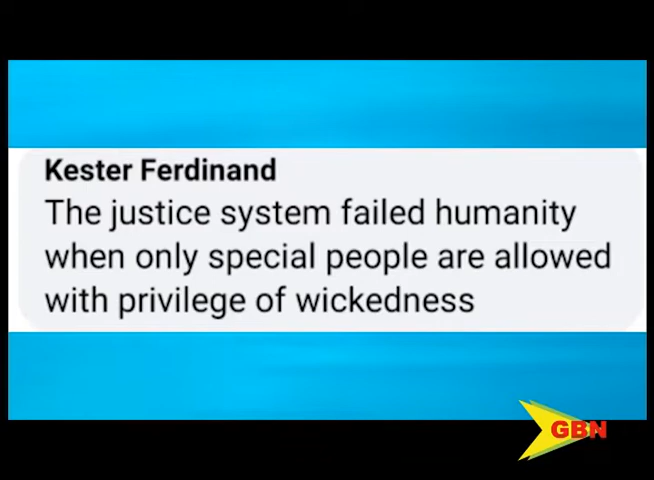 Kester Ferdinand
The justice system failed humanity
when only special people are allowed
with privilege of wickedness
GBN